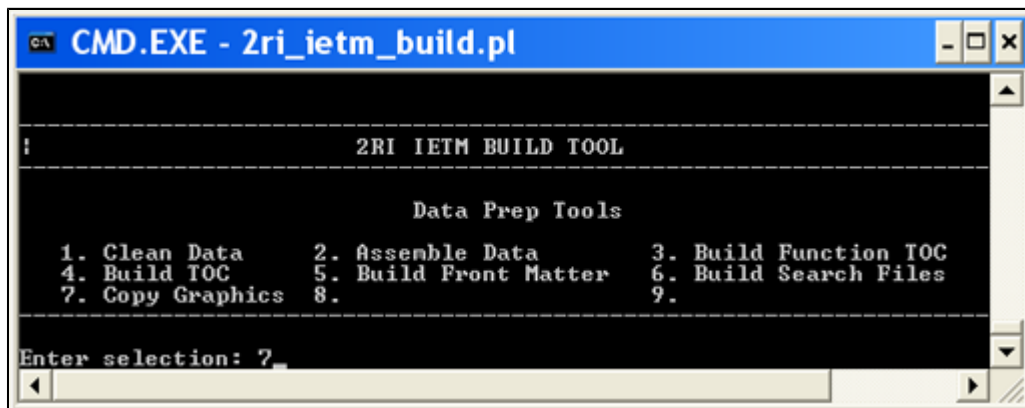 CMD.EXE - 2ri_ietm_build.pl
2RI IETM BUILD TOOL
Data Prep Tools
1. Clean Data 2. Assemble Data 3. Build Function TOC
4. Build TOC 5. Build Front Matter 6. Build Search Files
7. Copy Graphics 8. 9.
Enter selection: 7_